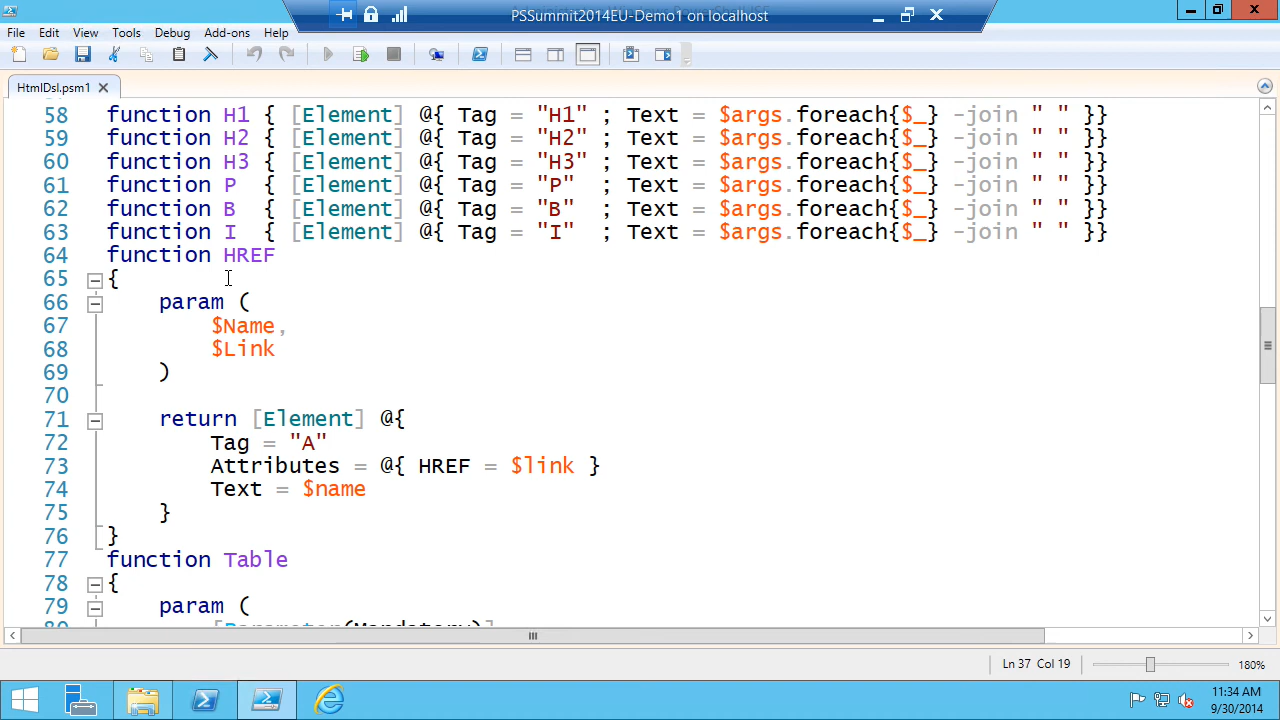 PSSummit2014EU-Demo1 on localhost
File Edit View Tools Debug Add-ons Help
HtmlDsl.psm1
58 function H1 { [Element] @{ Tag = "H1" ; Text = $args.foreach{$_} -join " " }}
59 function H2 { [Element] @{ Tag = "H2" ; Text = $args.foreach{$_} -join " " }}
60 function H3 { [Element] @{ Tag = "H3" ; Text = $args.foreach{$_} -join " " }}
61 function P { [Element] @{ Tag = "P" ; Text = $args.foreach{$_} -join " " }}
62 function B { [Element] @{ Tag = "B" ; Text = $args.foreach{$_} -join " " }}
63 function I { [Element] @{ Tag = "I" ; Text = $args.foreach{$_} -join " " }}
64 function HREF
65 {
66 param (
67 $Name,
68 $Link
69 )
70
71 return [Element] @{
72 Tag = "A"
73 Attributes = @{ HREF = $link }
74 Text = $name
75 }
76 }
77 function Table
78 {
79 param (
80 [Parameter(Mandatory)]
Ln 37 Col 19 180%
11:34 AM
9/30/2014